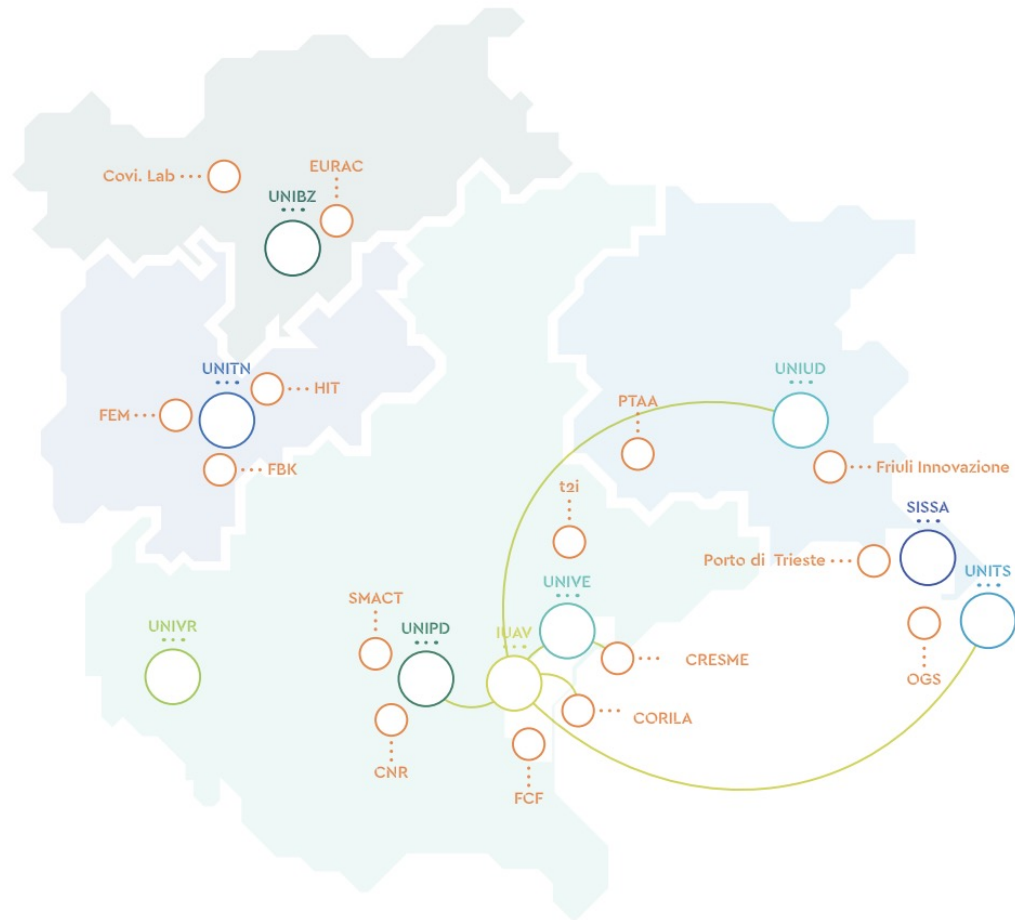 EURAC
Covi. Lab
UNIBZ
UNITN
HIT
FEM
FBK
UNIUD
PTAA
Friuli Innovazione
t2i
SISSA
Porto di Trieste
UNITS
UNIVE
SMACT
UNIVR
UNIPD
IUAV
CRESME
OGS
CORILA
CNR
FCF